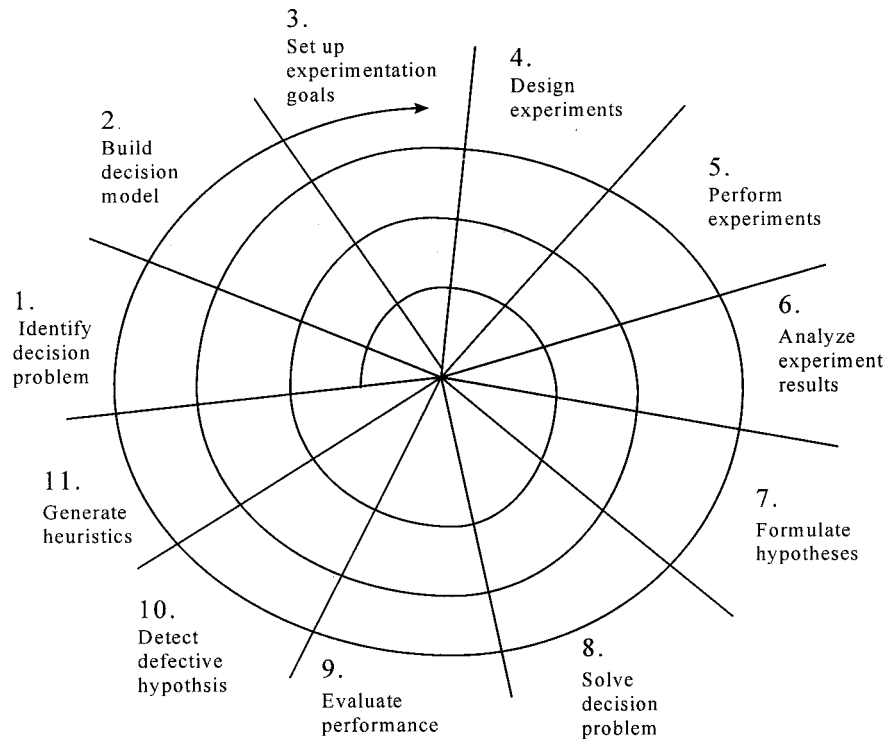 1.
Identify
decision
problem
2.
Build
decision
model
3.
Set up
experimentation
goals
4.
Design
experiments
5.
Perform
experiments
6.
Analyze
experiment
results
7.
Formulate
hypotheses
8.
Solve
decision
problem
9.
Evaluate
performance
10.
Detect
defective
hypothsis
11.
Generate
heuristics